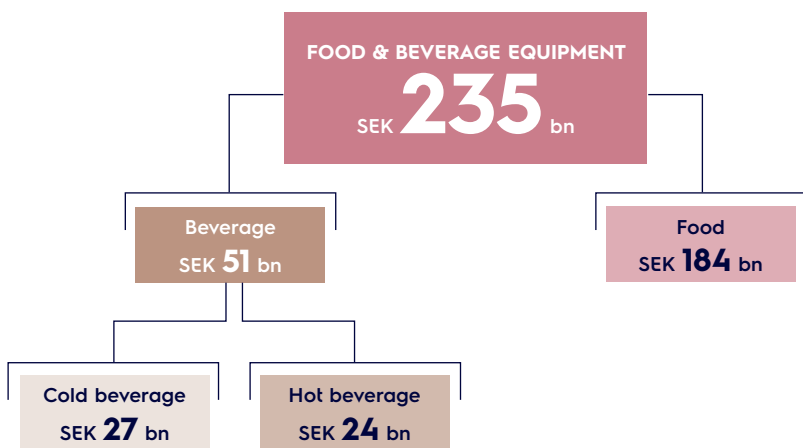 FOOD & BEVERAGE EQUIPMENT
SEK 235 bn
Beverage
SEK 51 bn
Food
SEK 184 bn
Cold beverage
SEK 27 bn
Hot beverage
SEK 24 bn